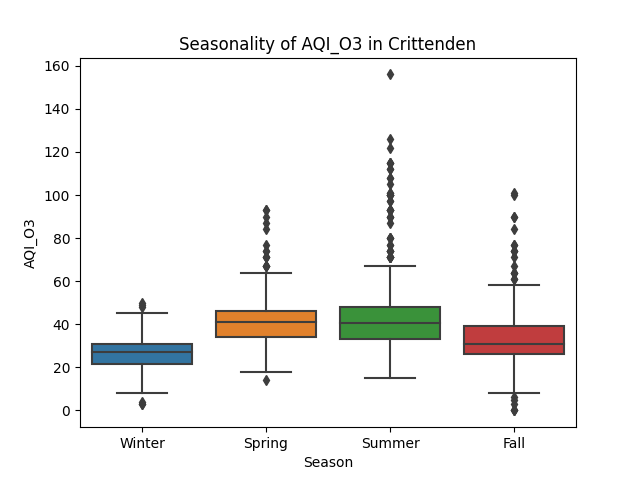 Seasonality of AQI_O3 in Crittenden
160
140
120
100
80
60
40
20
0
AQI_O3
Winter
Spring
Summer
Fall
Season